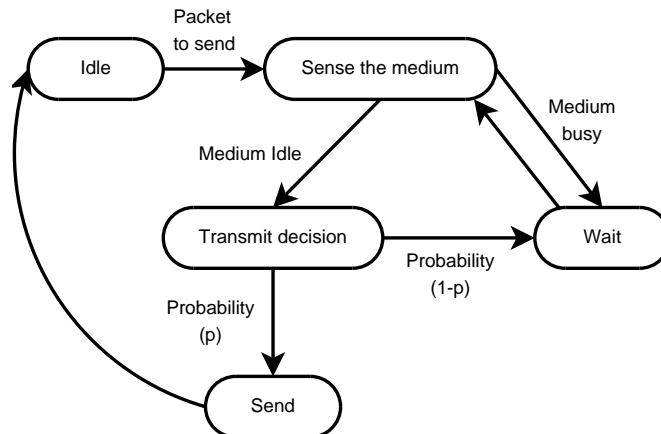 Packet
to send
Idle
Sense the medium
Medium
busy
Medium Idle
Transmit decision
Wait
Probability
(1-p)
Probability
(p)
Send